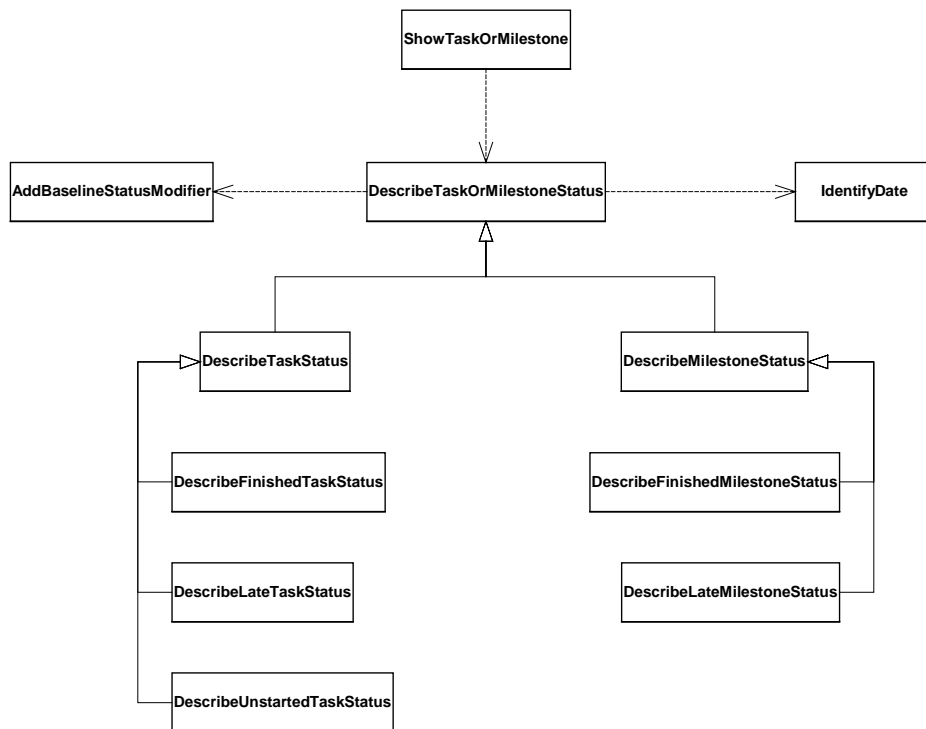 ShowTaskOrMilestone
AddBaselineStatusModifier
DescribeTaskOrMilestoneStatus
IdentifyDate
DescribeTaskStatus
DescribeMilestoneStatus
DescribeFinishedTaskStatus
DescribeFinishedMilestoneStatus
DescribeLateTaskStatus
DescribeLateMilestoneStatus
DescribeUnstartedTaskStatus